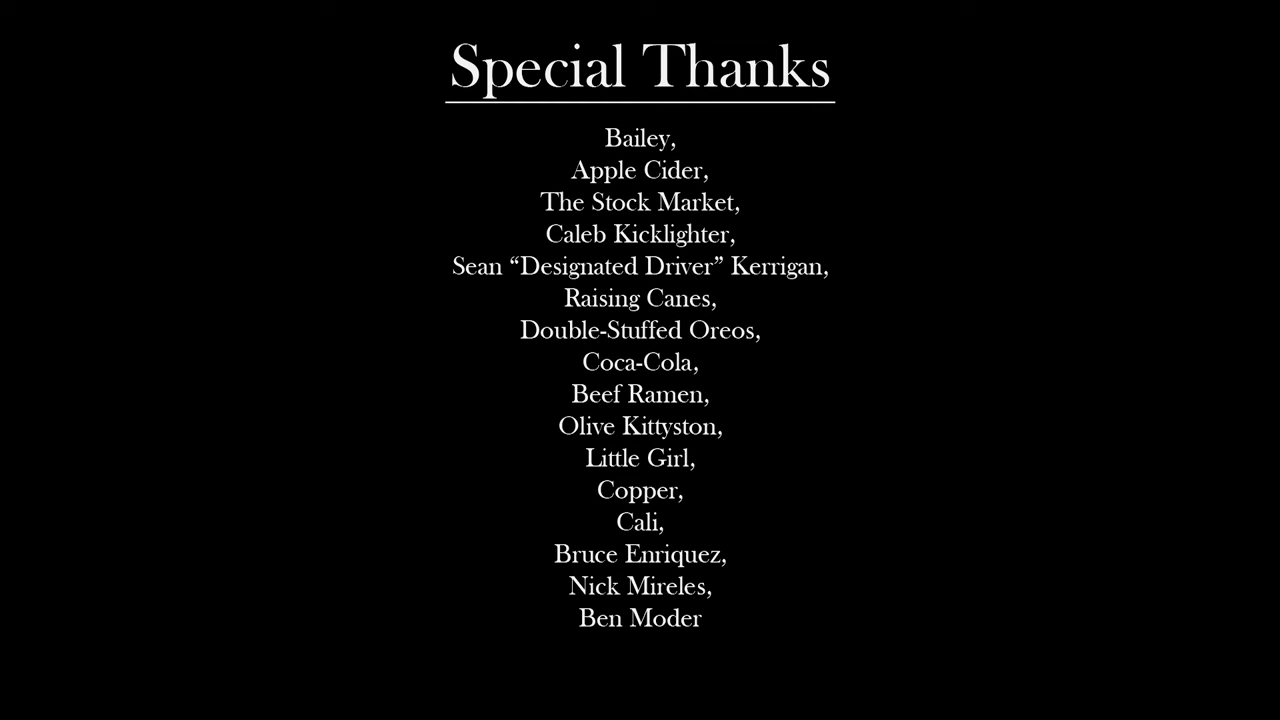 Special Thanks
Bailey,
Apple Cider,
The Stock Market,
Caleb Kicklighter,
Sean “Designated Driver” Kerrigan,
Raising Canes,
Double-Stuffed Oreos,
Coca-Cola,
Beef Ramen,
Olive Kittyston,
Little Girl,
Copper,
Cali,
Bruce Enriquez,
Nick Mireles,
Ben Moder